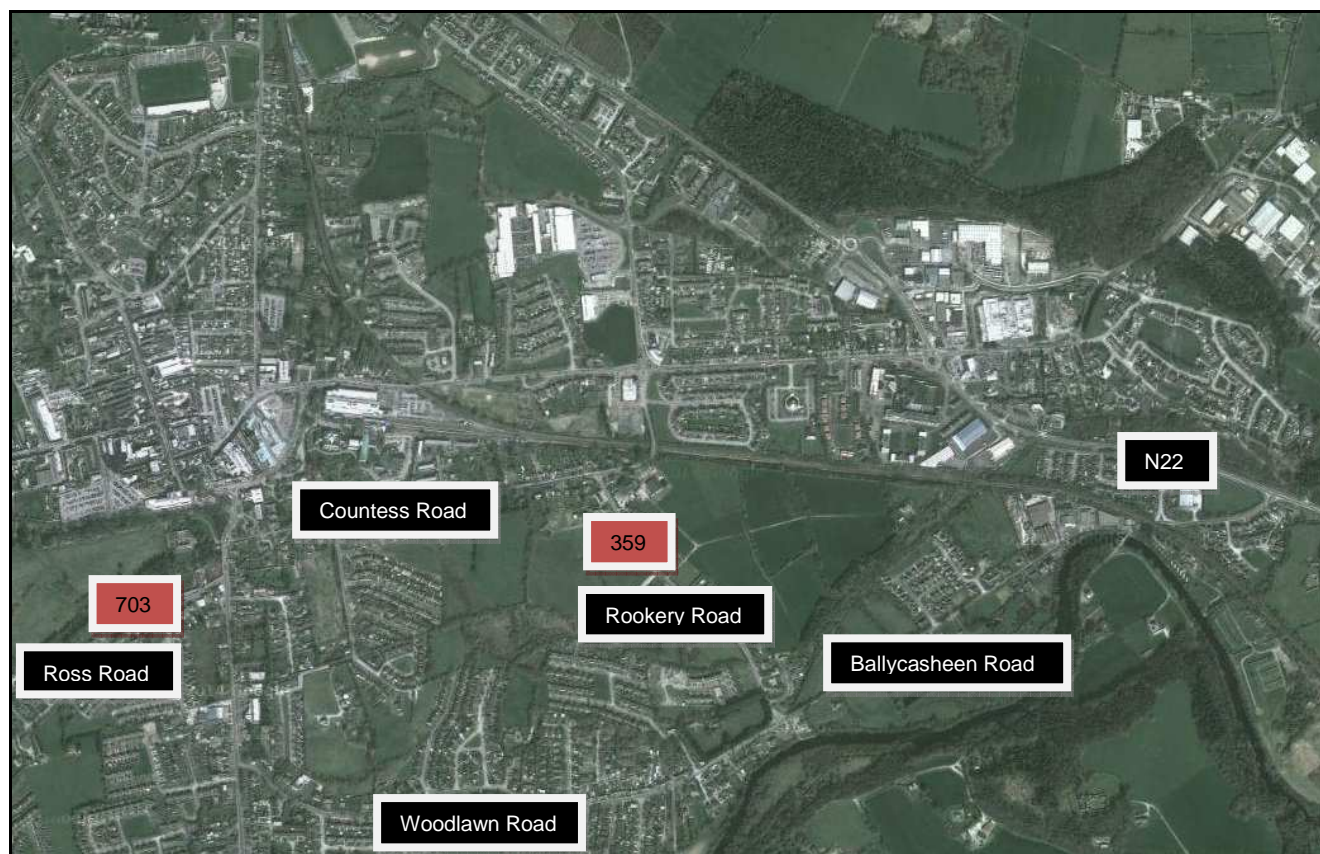 N22
Countess Road
359
703
Rookery Road
Ross Road
Ballycasheen Road
Woodlawn Road